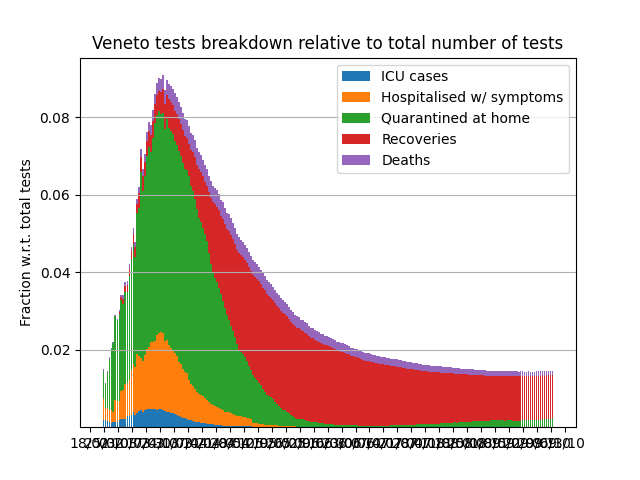 Veneto tests breakdown relative to total number of tests
ICU cases
Hospitalised w/ symptoms
Quarantined at home
Recoveries
Deaths
0.08
0.06
0.04
0.02
Fraction w.r.t. total tests